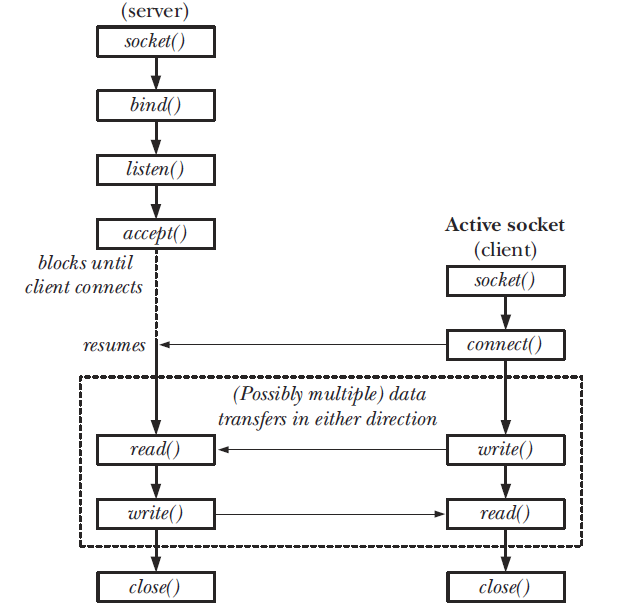 (server)
socket()
bind()
listen()
accept()
blocks until
client connects
resumes
Active socket
(client)
socket()
connect()
(Possibly multiple) data
transfers in either direction
read()
write()
write()
read()
close()
close()